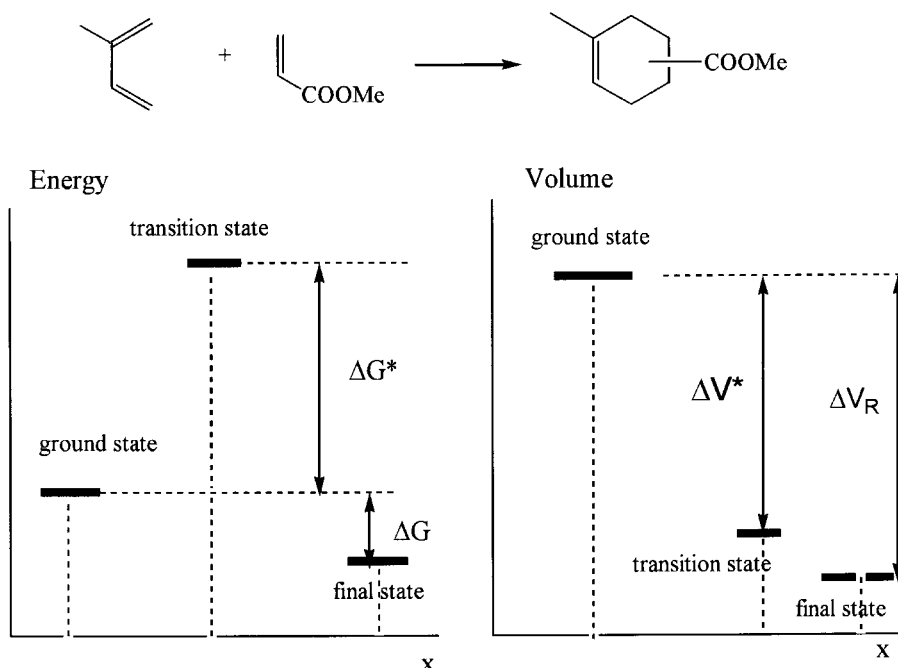 +
COOMe
COOMe
Energy
transition state
ΔG*
ground state
ΔG
final state
x
Volume
ground state
ΔV*
ΔV_R
transition state
final state
x